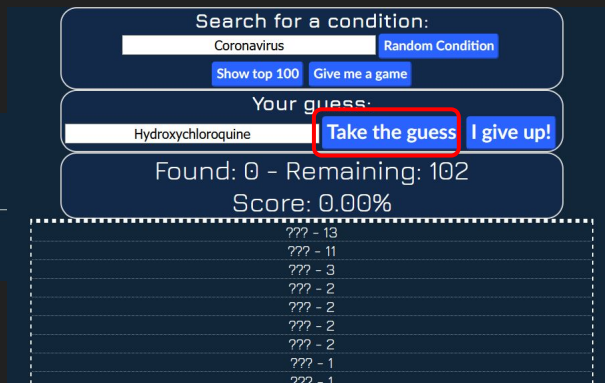 Search for a condition:
Coronavirus Random Condition
Show top 100 Give me a game
Your guess:
Hydroxychloroquine Take the guess I give up!
Found: 0 - Remaining: 102
Score: 0.00%
??? - 13
??? - 11
??? - 3
??? - 2
??? - 2
??? - 2
??? - 2
??? - 1
??? - 1